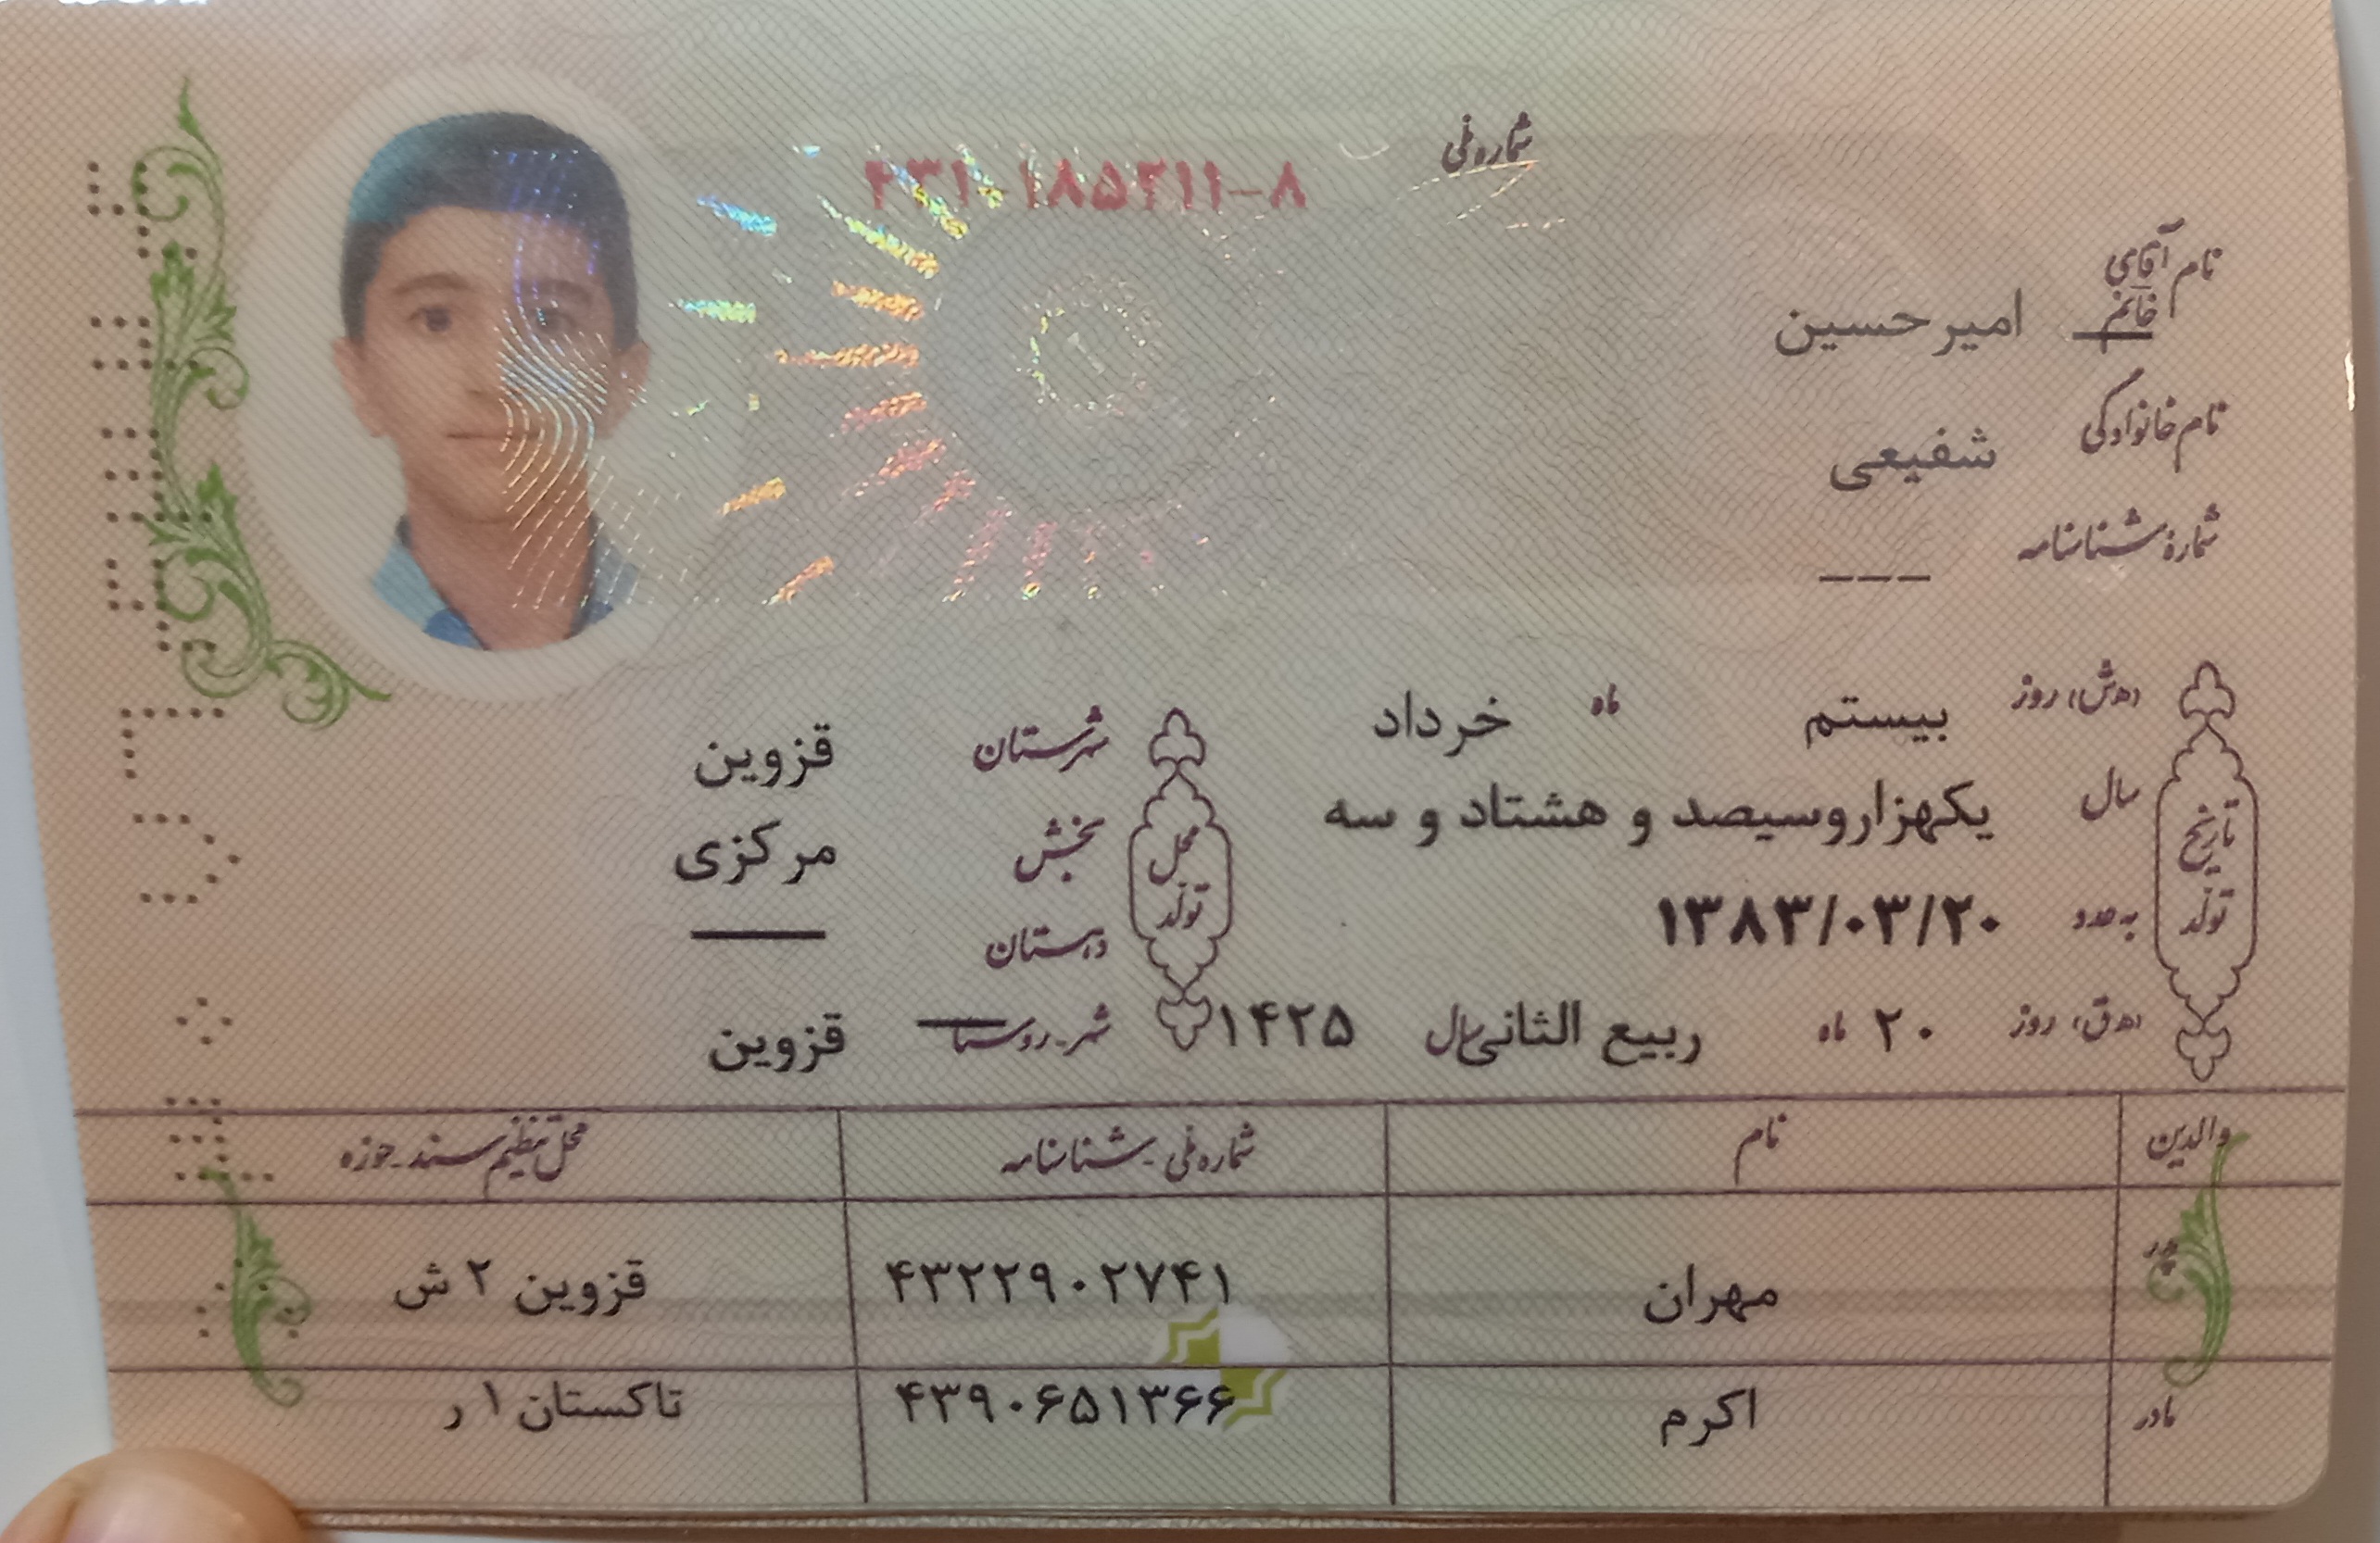 شماره ملی ۴۳۱-۱۸۵۲۱۱-۸
نام آقای امیرحسین
خانم
نام خانوادگی شفیعی
شماره شناسنامه ---
تاریخ تولد
(ه.ش) روز بیستم ماه خرداد
سال یکهزاروسیصد و هشتاد و سه
به عدد ۱۳۸۳/۰۳/۲۰
(ه.ق) روز ۲۰ ماه ربیع الثانی سال ۱۴۲۵
محل تولد
شهرستان قزوین
بخش مرکزی
دهستان
شهر-روستا قزوین
والدین نام شماره ملی - شناسنامه محل تنظیم سند-حوزه
پدر مهران ۴۳۲۲۹۰۲۷۴۱ قزوین ۲ ش
مادر اکرم ۴۳۹۰۶۵۱۳۶۶ تاکستان ۱ ر